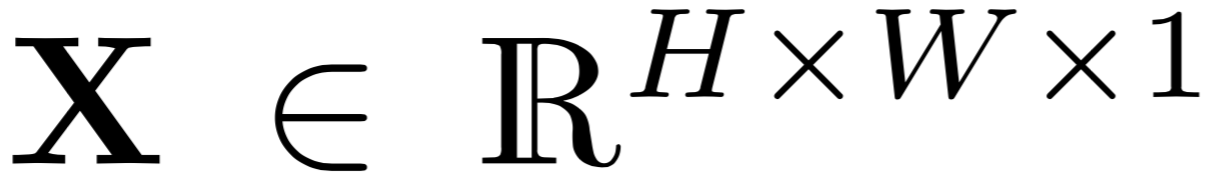 𝐗 ∈ ℝ^{H×W×1}